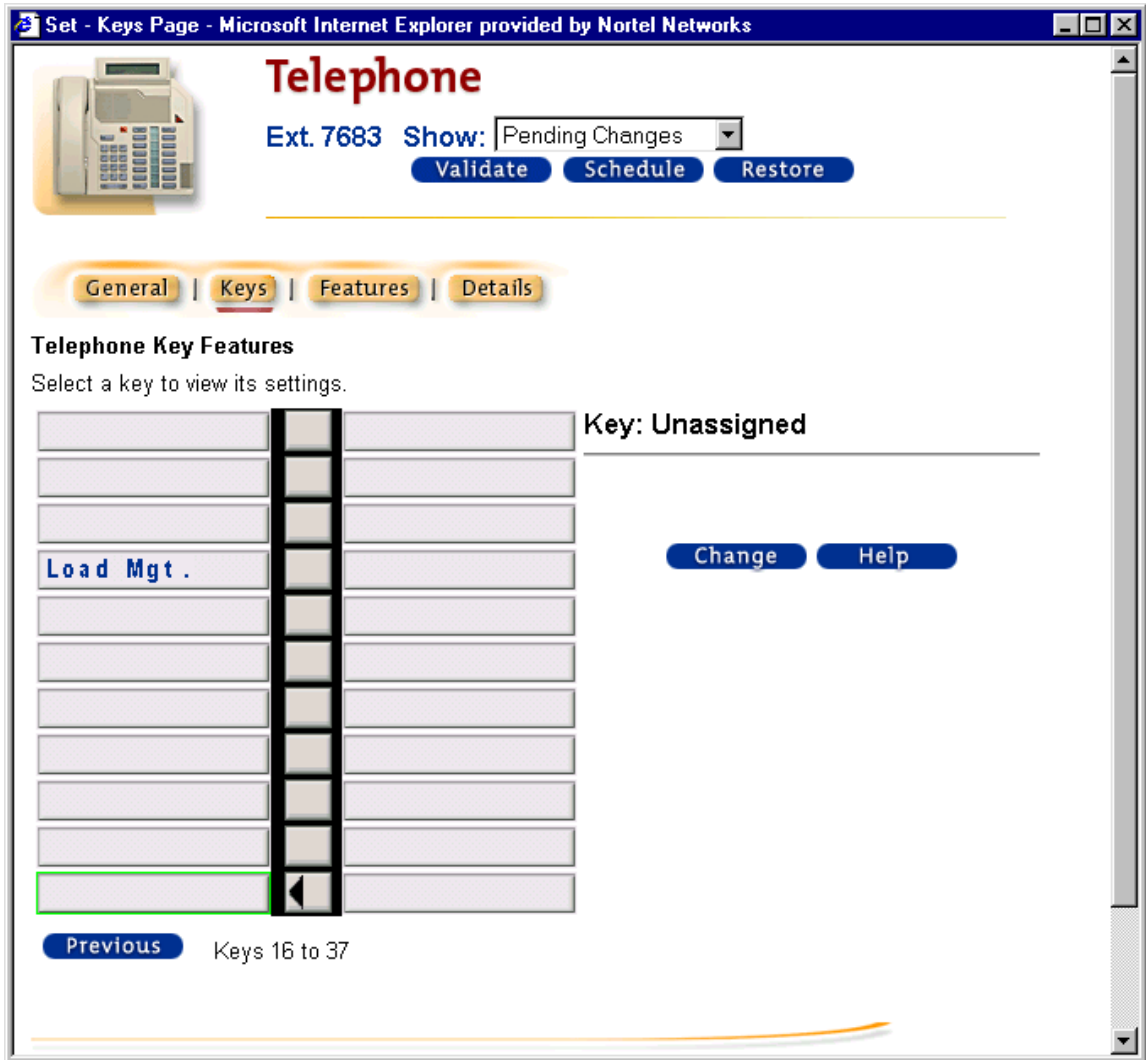 Set - Keys Page - Microsoft Internet Explorer provided by Nortel Networks
Telephone
Ext. 7683 Show: Pending Changes
Validate Schedule Restore
General | Keys | Features | Details
Telephone Key Features
Select a key to view its settings.
Key: Unassigned
Load Mgt.
Change Help
Previous Keys 16 to 37